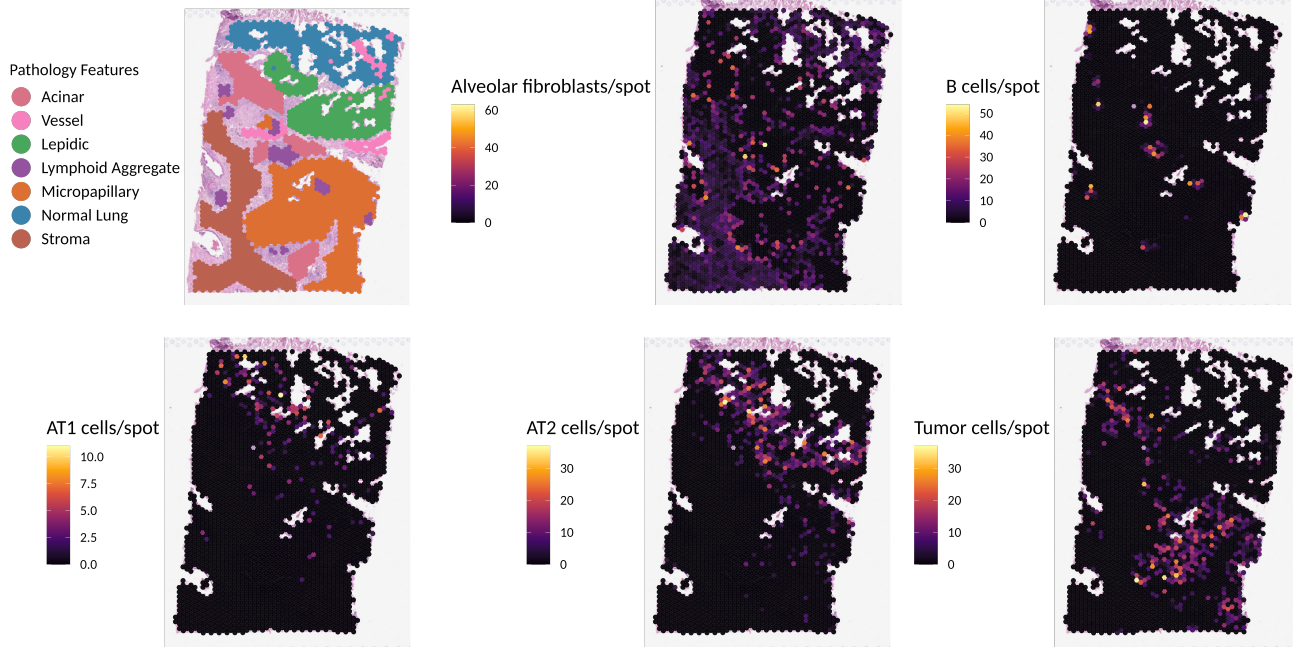 Pathology Features
Acinar
Vessel
Lepidic
Lymphoid Aggregate
Micropapillary
Normal Lung
Stroma
Alveolar fibroblasts/spot
60
40
20
0
B cells/spot
50
40
30
20
10
0
AT1 cells/spot
10.0
7.5
5.0
2.5
0.0
AT2 cells/spot
30
20
10
0
Tumor cells/spot
30
20
10
0